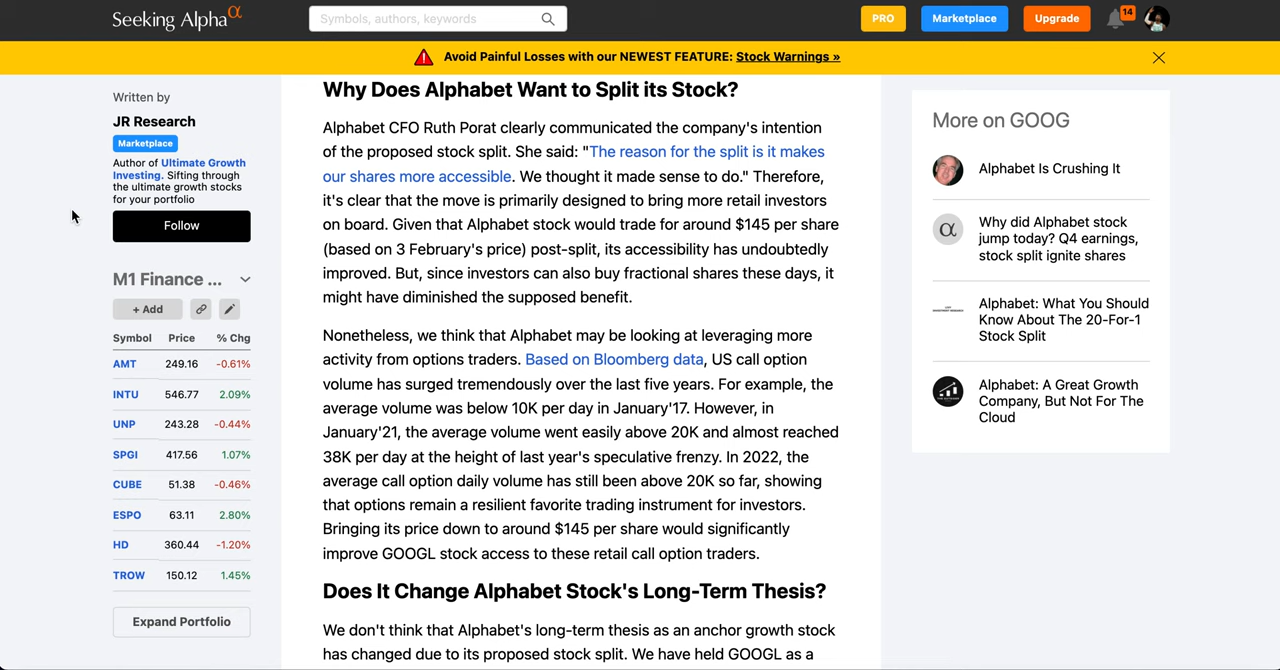 Seeking Alpha α
Symbols, authors, keywords
PRO
Marketplace
Upgrade
14
Avoid Painful Losses with our NEWEST FEATURE: Stock Warnings »
Written by
JR Research
Marketplace
Author of Ultimate Growth
Investing. Sifting through
the ultimate growth stocks
for your portfolio
Follow
M1 Finance ...
+ Add
Symbol Price % Chg
AMT 249.16 -0.61%
INTU 546.77 2.09%
UNP 243.28 -0.44%
SPGI 417.56 1.07%
CUBE 51.38 -0.46%
ESPO 63.11 2.80%
HD 360.44 -1.20%
TROW 150.12 1.45%
Expand Portfolio
Why Does Alphabet Want to Split its Stock?
Alphabet CFO Ruth Porat clearly communicated the company's intention
of the proposed stock split. She said: "The reason for the split is it makes
our shares more accessible. We thought it made sense to do." Therefore,
it's clear that the move is primarily designed to bring more retail investors
on board. Given that Alphabet stock would trade for around $145 per share
(based on 3 February's price) post-split, its accessibility has undoubtedly
improved. But, since investors can also buy fractional shares these days, it
might have diminished the supposed benefit.
Nonetheless, we think that Alphabet may be looking at leveraging more
activity from options traders. Based on Bloomberg data, US call option
volume has surged tremendously over the last five years. For example, the
average volume was below 10K per day in January'17. However, in
January'21, the average volume went easily above 20K and almost reached
38K per day at the height of last year's speculative frenzy. In 2022, the
average call option daily volume has still been above 20K so far, showing
that options remain a resilient favorite trading instrument for investors.
Bringing its price down to around $145 per share would significantly
improve GOOGL stock access to these retail call option traders.
Does It Change Alphabet Stock's Long-Term Thesis?
We don't think that Alphabet's long-term thesis as an anchor growth stock
has changed due to its proposed stock split. We have held GOOGL as a
More on GOOG
Alphabet Is Crushing It
α
Why did Alphabet stock
jump today? Q4 earnings,
stock split ignite shares
Alphabet: What You Should
Know About The 20-For-1
Stock Split
Alphabet: A Great Growth
Company, But Not For The
Cloud